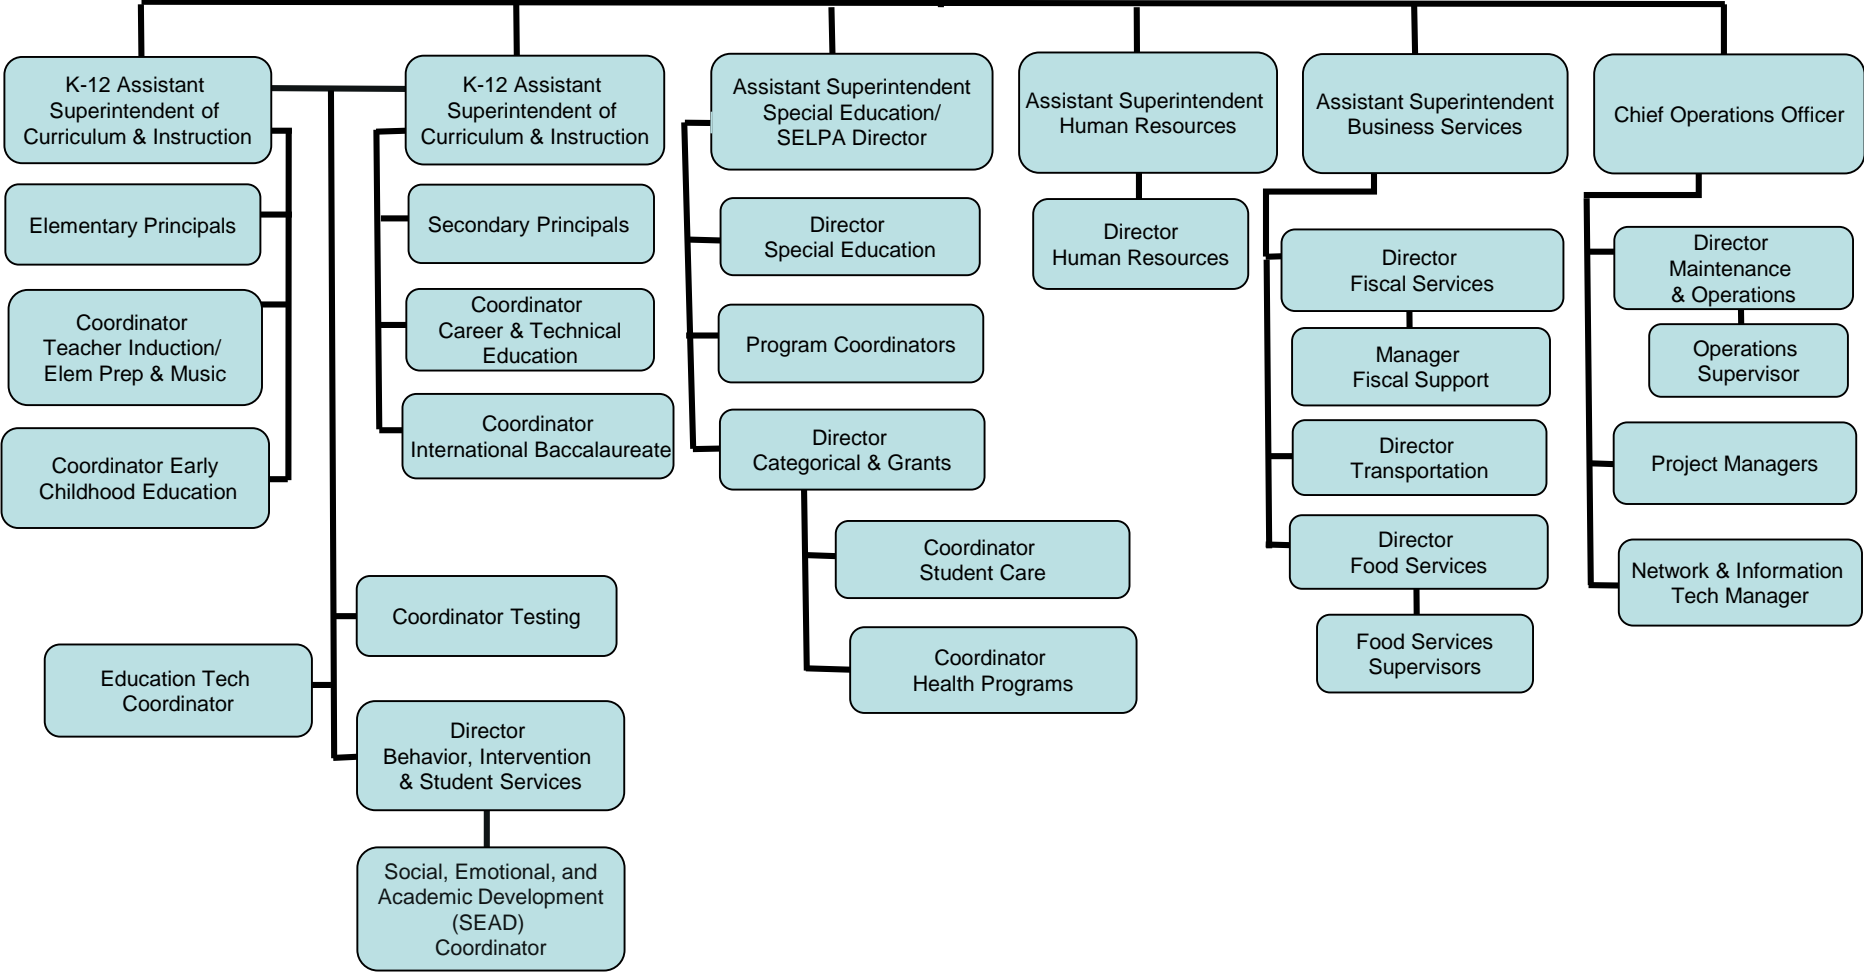 K-12 Assistant
Superintendent of
Curriculum & Instruction
K-12 Assistant
Superintendent of
Curriculum & Instruction
Assistant Superintendent
Special Education/
SELPA Director
Assistant Superintendent
Human Resources
Assistant Superintendent
Business Services
Chief Operations Officer
Elementary Principals
Coordinator
Teacher Induction/
Elem Prep & Music
Coordinator Early
Childhood Education
Secondary Principals
Coordinator
Career & Technical
Education
Coordinator
International Baccalaureate
Coordinator Testing
Education Tech
Coordinator
Director
Behavior, Intervention
& Student Services
Social, Emotional, and
Academic Development
(SEAD)
Coordinator
Director
Special Education
Program Coordinators
Director
Categorical & Grants
Coordinator
Student Care
Coordinator
Health Programs
Director
Human Resources
Director
Fiscal Services
Manager
Fiscal Support
Director
Transportation
Director
Food Services
Food Services
Supervisors
Director
Maintenance
& Operations
Operations
Supervisor
Project Managers
Network & Information
Tech Manager